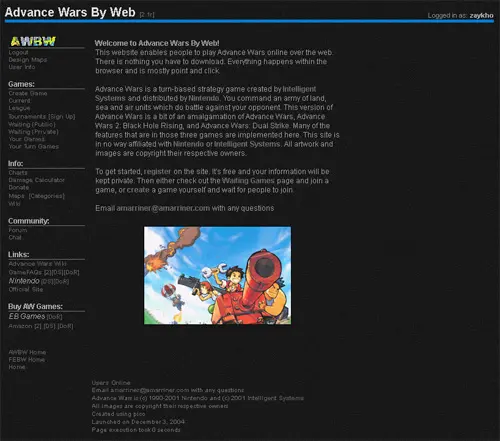 Advance Wars By Web [2.1r]
Logged in as: zaykho
AWBW
Logout
Design Maps
User Info
Games:
Create Game
Current
League
Tournaments [Sign Up]
Waiting (Public)
Waiting (Private)
Your Games
Your Turn Games
Info:
Charts
Damage Calculator
Donate
Maps [Categories]
Wiki
Community:
Forum
Chat
Links:
Advance Wars Wiki
GameFAQs [2][DS][DoR]
Nintendo [DS][DoR]
Official Site
Buy AW Games:
EB Games [DoR]
Amazon [2] [DS] [DoR]
AWBW Home
FEBW Home
Home
Welcome to Advance Wars By Web!
This website enables people to play Advance Wars online over the web.
There is nothing you have to download. Everything happens within the
browser and is mostly point and click.
Advance Wars is a turn-based strategy game created by Intelligent
Systems and distributed by Nintendo. You command an army of land,
sea and air units which do battle against your opponent. This version of
Advance Wars is a bit of an amalgamation of Advance Wars, Advance
Wars 2: Black Hole Rising, and Advance Wars: Dual Strike. Many of the
features that are in those three games are implemented here. This site is
in no way affiliated with Nintendo or Intelligent Systems. All artwork and
images are copyright their respective owners.
To get started, register on the site. It's free and your information will be
kept private. Then either check out the Waiting Games page and join a
game, or create a game yourself and wait for people to join.
Email amarriner@amarriner.com with any questions
Users Online
Email amarriner@amarriner.com with any questions
Advance Wars is (c) 1990-2001 Nintendo and (c) 2001 Intelligent Systems
All images are copyright their respective owners
Created using pico
Launched on December 3, 2004
Page execution took 0 seconds